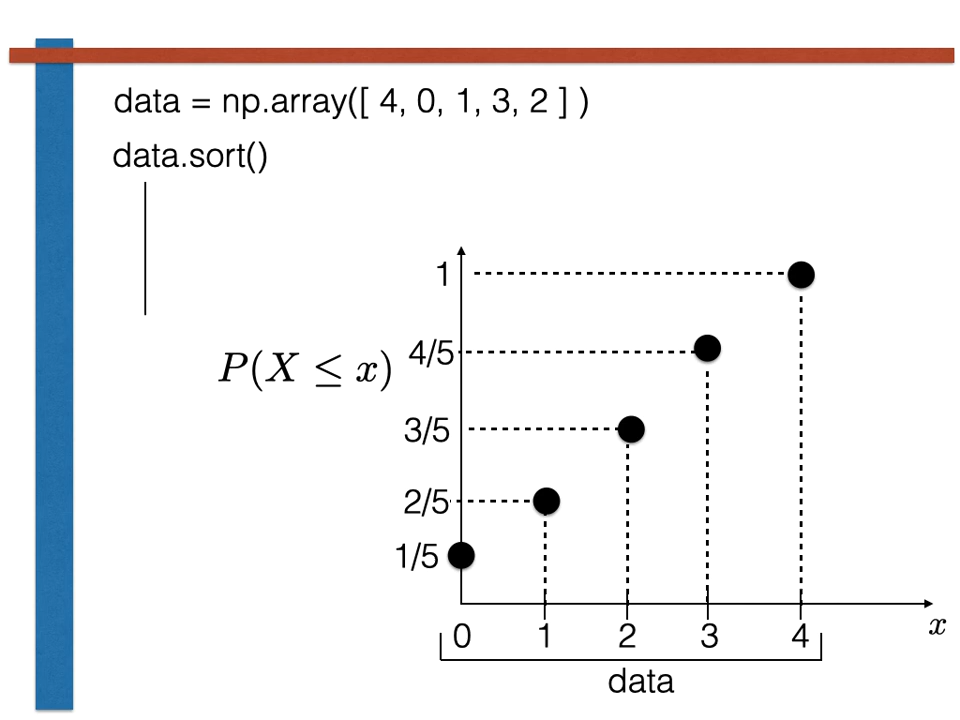 data = np.array([ 4, 0, 1, 3, 2 ] )
data.sort()
1
4/5
P(X ≤ x)
3/5
2/5
1/5
0 1 2 3 4 x
data